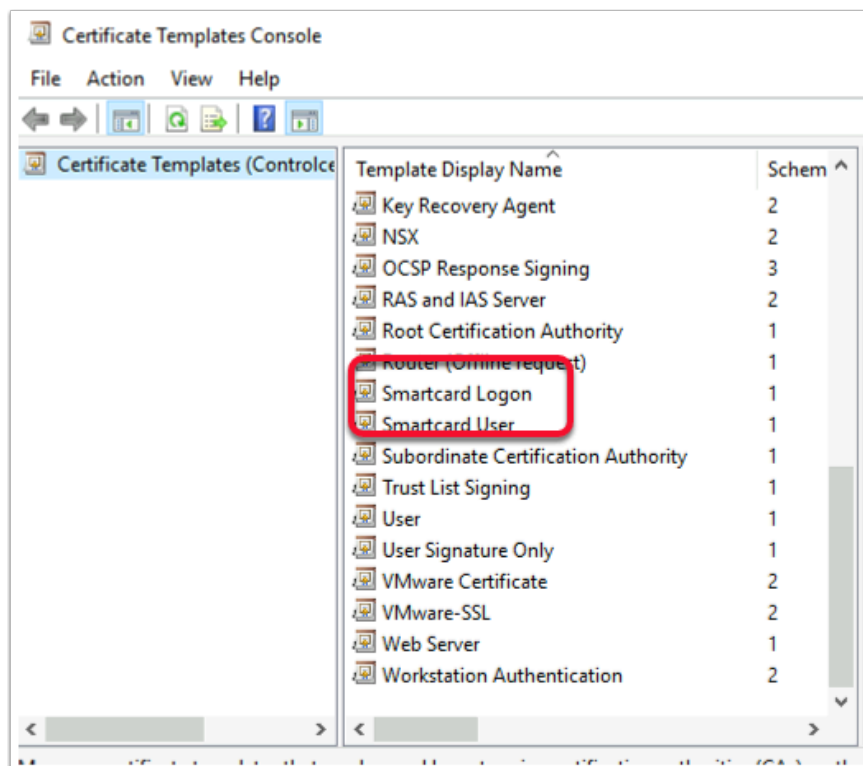 Certificate Templates Console
File Action View Help
Certificate Templates (Controlce
Template Display Name Schem
Key Recovery Agent 2
NSX 2
OCSP Response Signing 3
RAS and IAS Server 2
Root Certification Authority 1
Router (Offline request) 1
Smartcard Logon 1
Smartcard User 1
Subordinate Certification Authority 1
Trust List Signing 1
User 1
User Signature Only 1
VMware Certificate 2
VMware-SSL 2
Web Server 1
Workstation Authentication 2